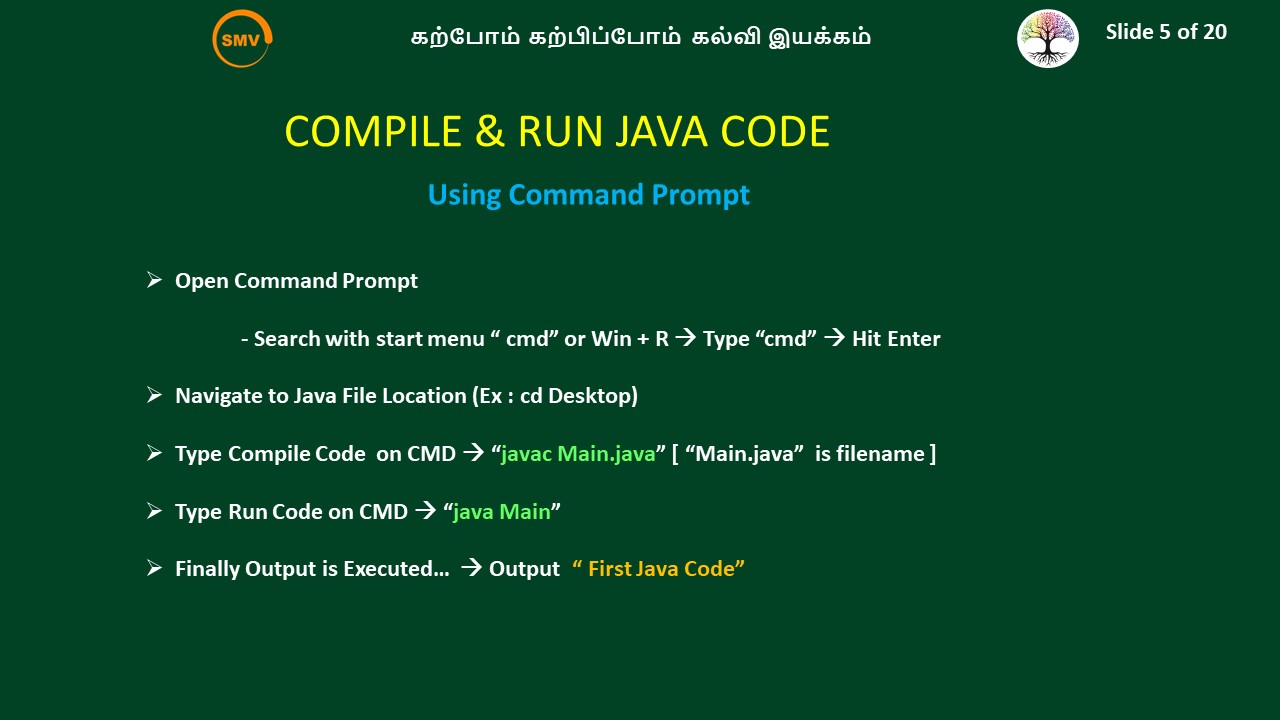 SMV
கற்போம் கற்பிப்போம் கல்வி இயக்கம்
Slide 5 of 20
COMPILE & RUN JAVA CODE
Using Command Prompt
➢ Open Command Prompt
- Search with start menu “ cmd” or Win + R → Type “cmd” → Hit Enter
➢ Navigate to Java File Location (Ex : cd Desktop)
➢ Type Compile Code on CMD → “javac Main.java” [ “Main.java” is filename ]
➢ Type Run Code on CMD → “java Main”
➢ Finally Output is Executed… → Output “ First Java Code”